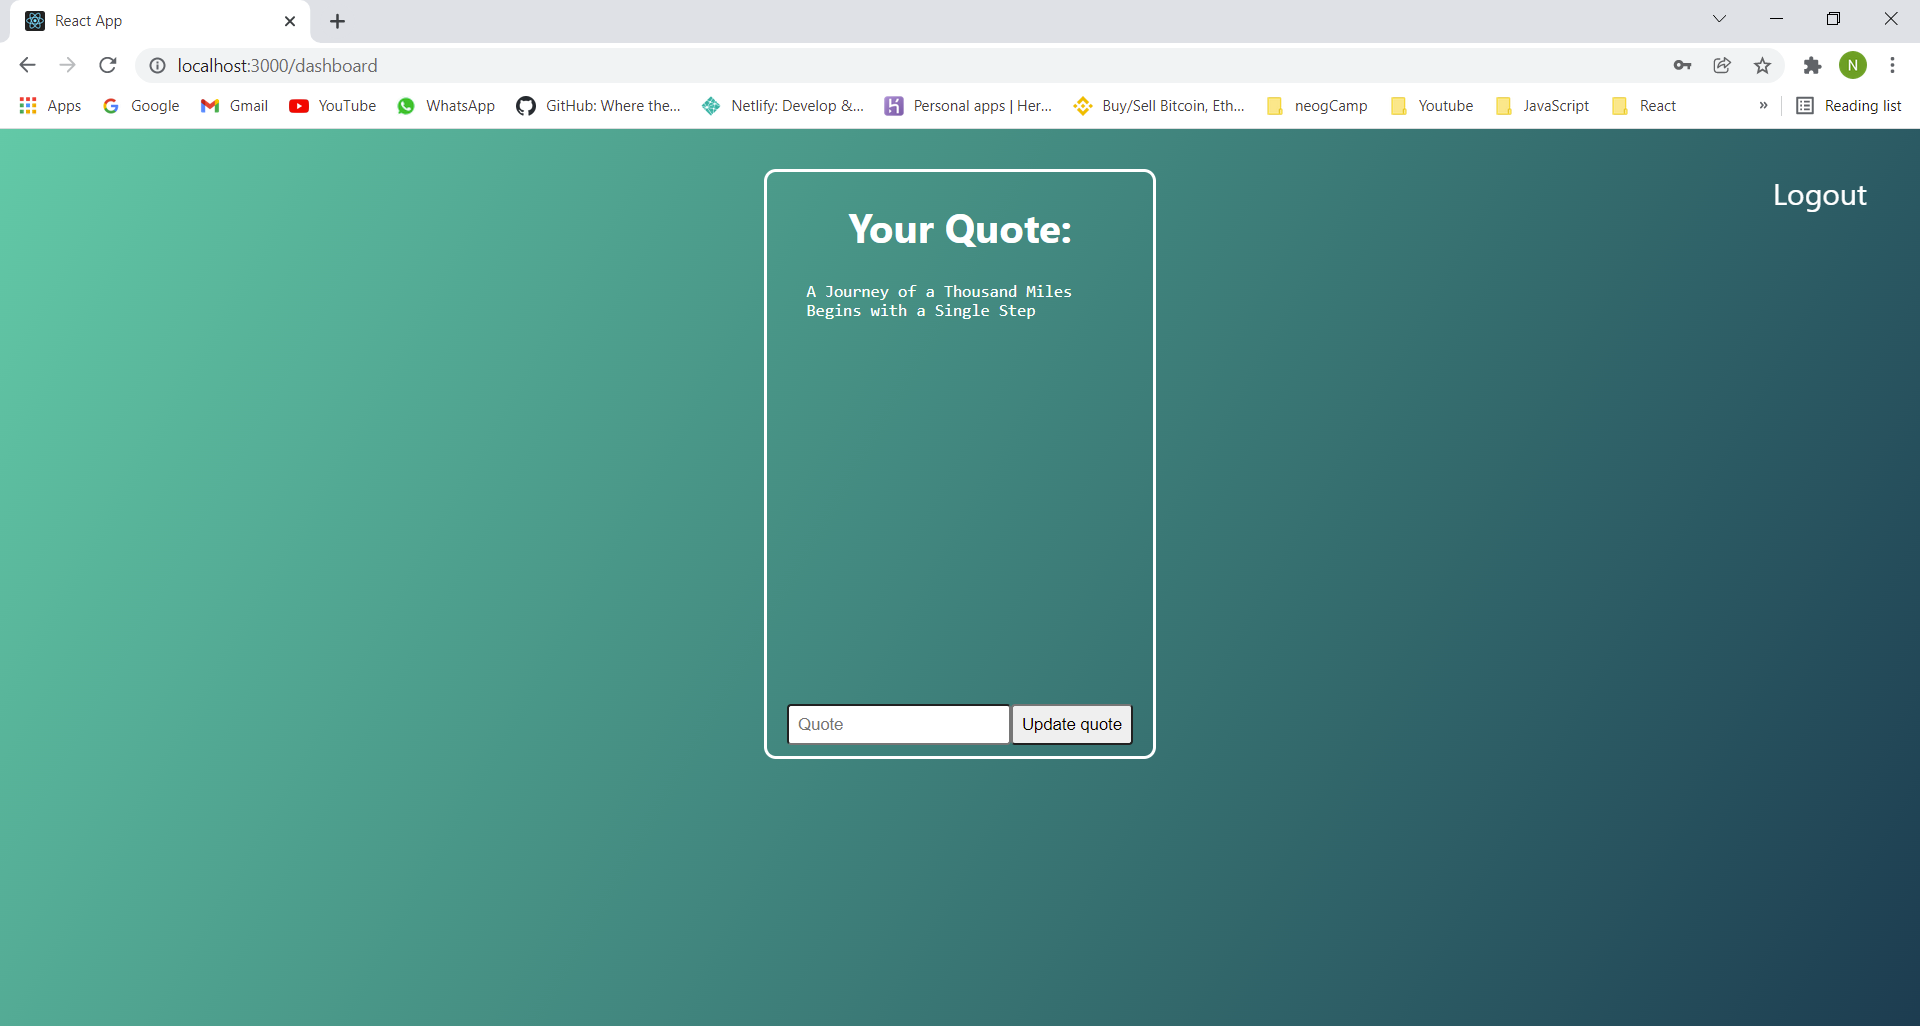 React App
localhost:3000/dashboard
N
Apps Google Gmail YouTube WhatsApp GitHub: Where the... Netlify: Develop &... Personal apps | Her... Buy/Sell Bitcoin, Eth... neogCamp Youtube JavaScript React » Reading list
Logout
Your Quote:
A Journey of a Thousand Miles
Begins with a Single Step
Quote Update quote